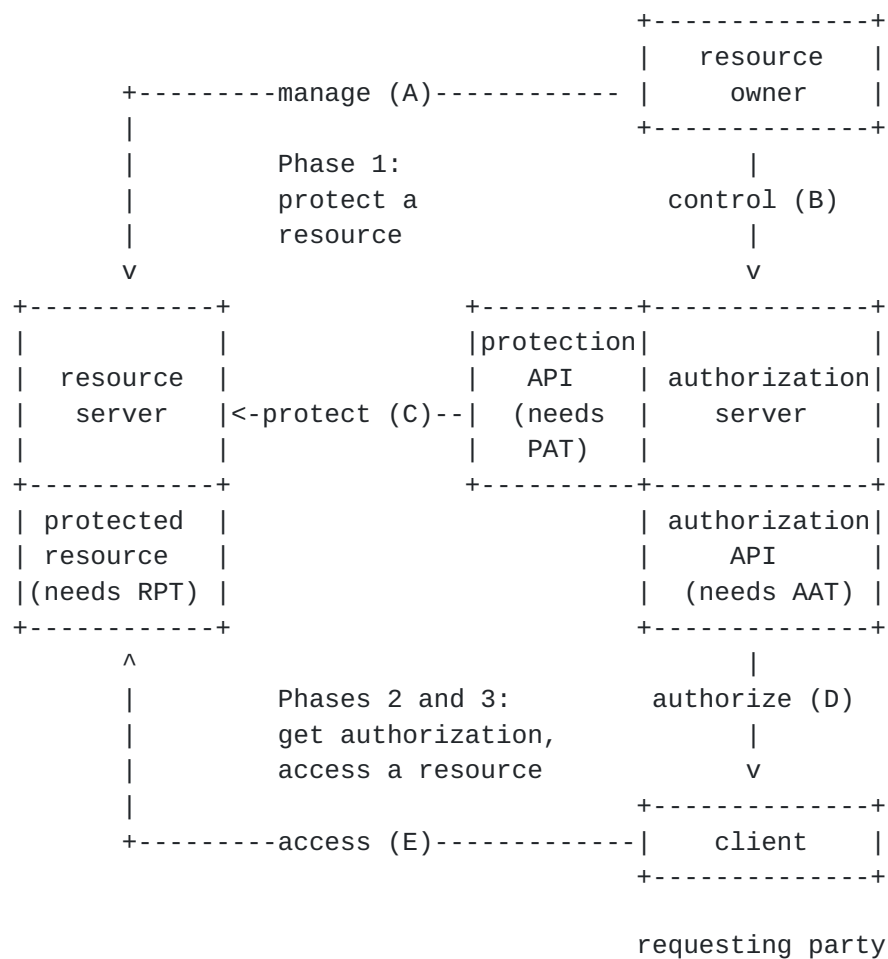 resource
owner
manage (A)
Phase 1:
protect a
resource
control (B)
resource
server
protect (C)
protection
API
(needs
PAT)
authorization
server
protected
resource
(needs RPT)
authorization
API
(needs AAT)
Phases 2 and 3:
get authorization,
access a resource
authorize (D)
access (E)
client
requesting party